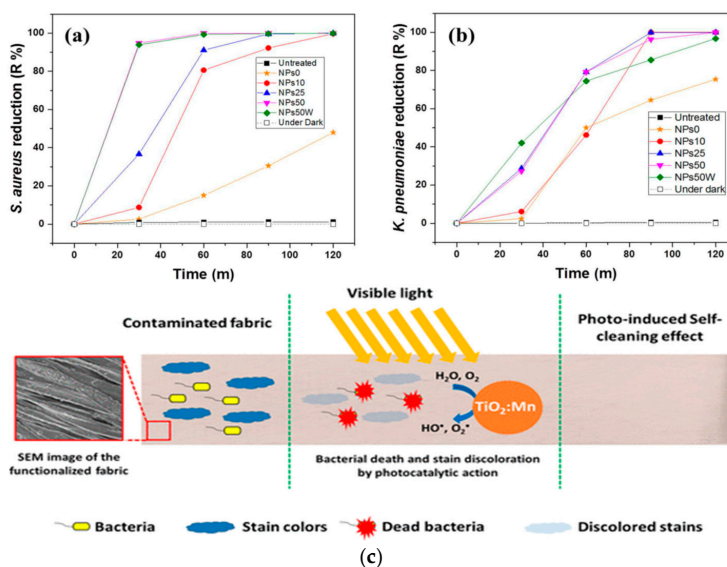 (a)
S. aureus reduction (R %)
100
80
60
40
20
0
Untreated
NPs0
NPs10
NPs25
NPs50
NPs50W
Under Dark
0 20 40 60 80 100 120
Time (m)
(b)
K. pneumoniae reduction (R %)
100
80
60
40
20
0
Untreated
NPs0
NPs10
NPs25
NPs50
NPs50W
Under dark
0 20 40 60 80 100 120
Time (m)
Contaminated fabric
Visible light
Photo-induced Self-
cleaning effect
H₂O, O₂
TiO₂:Mn
HO•, O₂•
SEM image of the
functionalized fabric
Bacterial death and stain discoloration
by photocatalytic action
Bacteria
Stain colors
Dead bacteria
Discolored stains
(c)